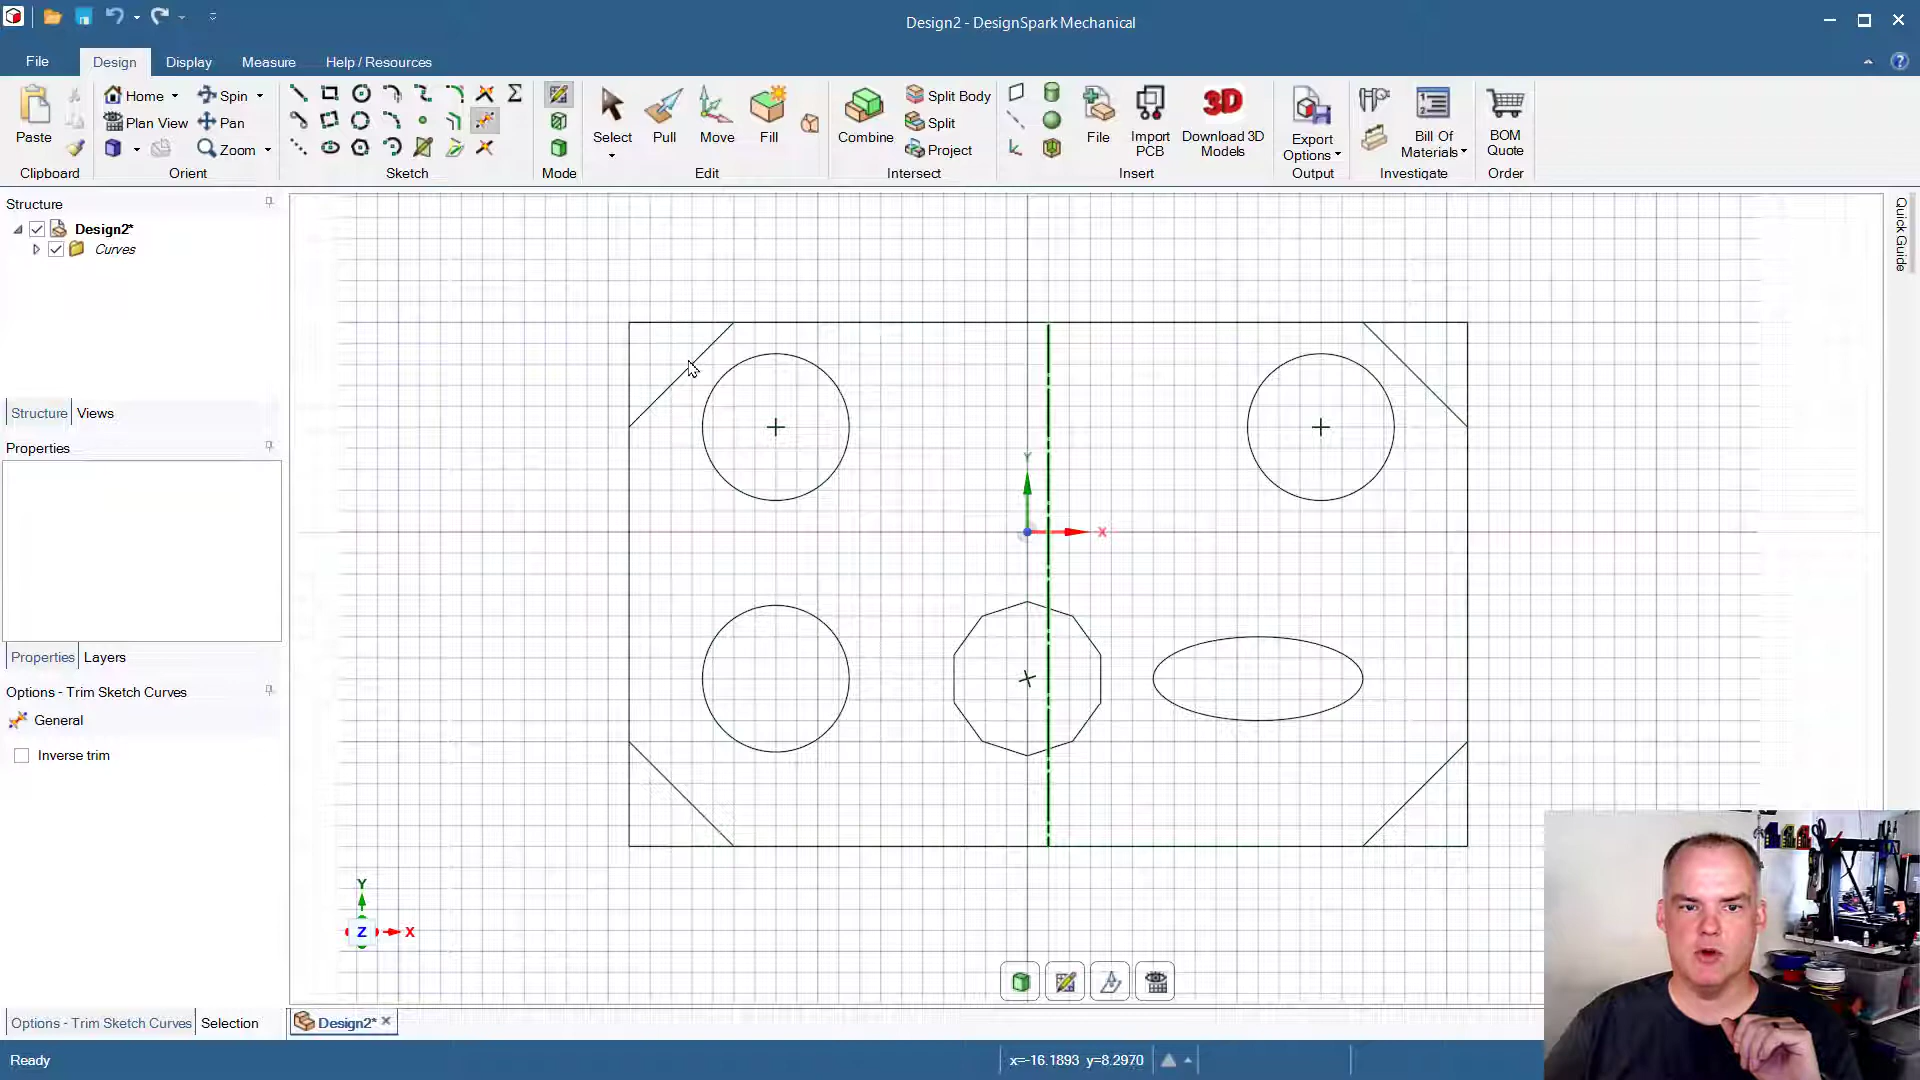 Design2 - DesignSpark Mechanical
File
Design
Display
Measure
Help / Resources
Paste
Clipboard
Home
Spin
Plan View
Pan
Zoom
Orient
Sketch
Mode
Select
Pull
Move
Fill
Edit
Combine
Split Body
Split
Project
Intersect
File
Import PCB
Download 3D Models
Insert
3D
Export Options
Output
Bill Of Materials
Investigate
BOM Quote
Order
Structure
Design2*
Curves
Structure
Views
Properties
Properties
Layers
Options - Trim Sketch Curves
General
Inverse trim
Options - Trim Sketch Curves
Selection
Y
X
Y
Z
X
Quick Guide
Design2*
Ready
x=-16.1893 y=8.2970